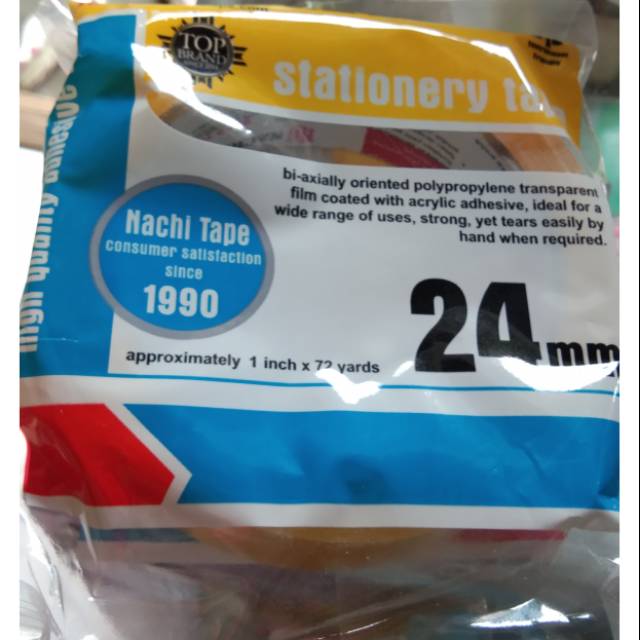 TOP
BRAND
stationery ta
bi-axially oriented polypropylene transparent
film coated with acrylic adhesive, ideal for a
wide range of uses, strong, yet tears easily by
hand when required.
high quality adhesive
Nachi Tape
consumer satisfaction
since
1990
24mm
approximately 1 inch x 72 yards